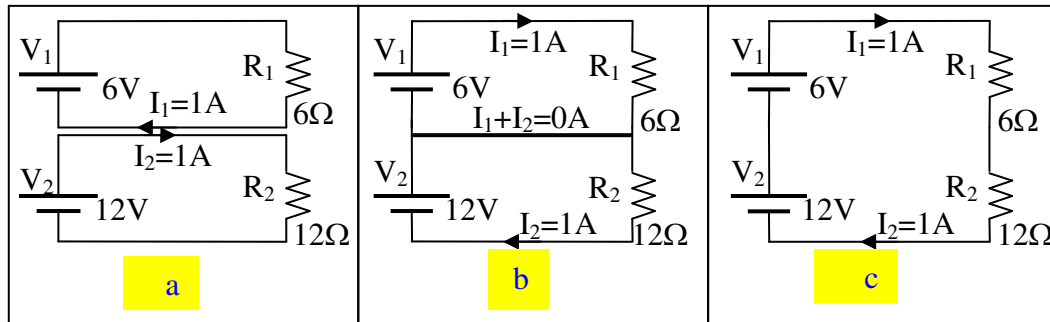 V₁
R₁
6V
I₁=1A
6Ω
I₂=1A
V₂
R₂
12V
12Ω
a
I₁=1A
V₁
R₁
6V
I₁+I₂=0A
6Ω
V₂
R₂
12V
I₂=1A
12Ω
b
I₁=1A
V₁
R₁
6V
6Ω
V₂
R₂
12V
I₂=1A
12Ω
c